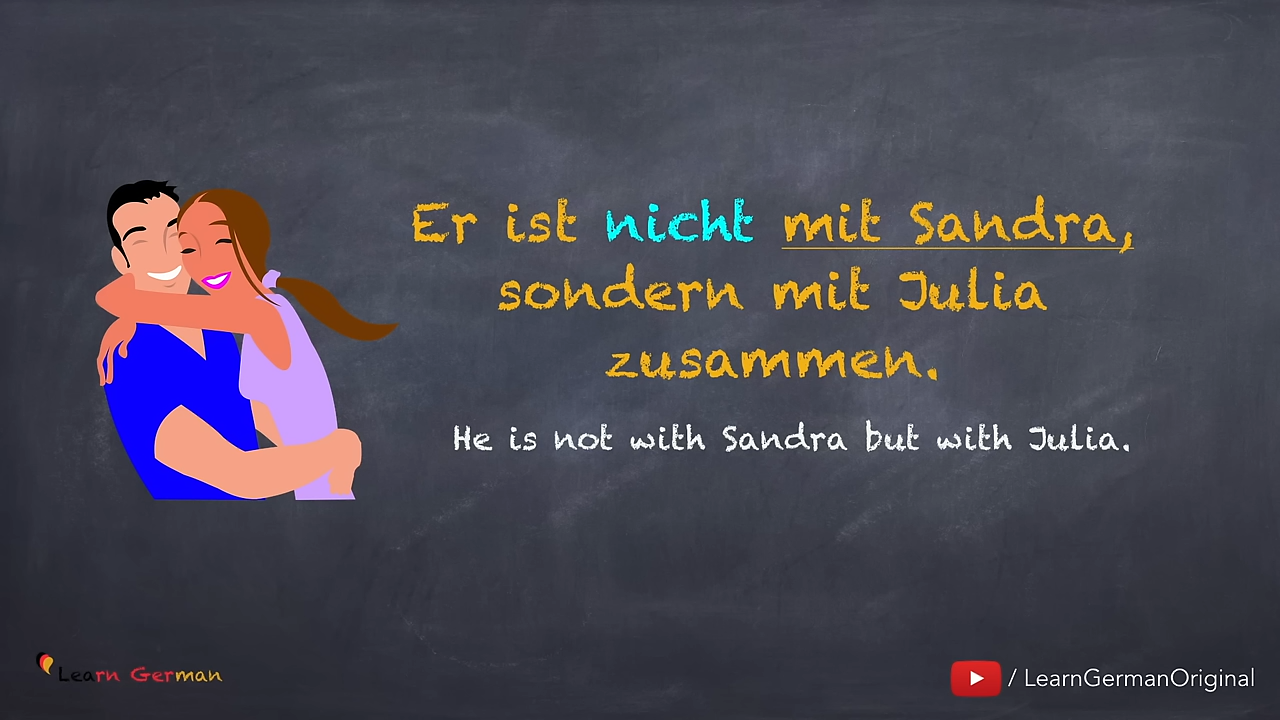 Er ist nicht mit Sandra,
sondern mit Julia
zusammen.
He is not with Sandra but with Julia.
Learn German
/ LearnGermanOriginal